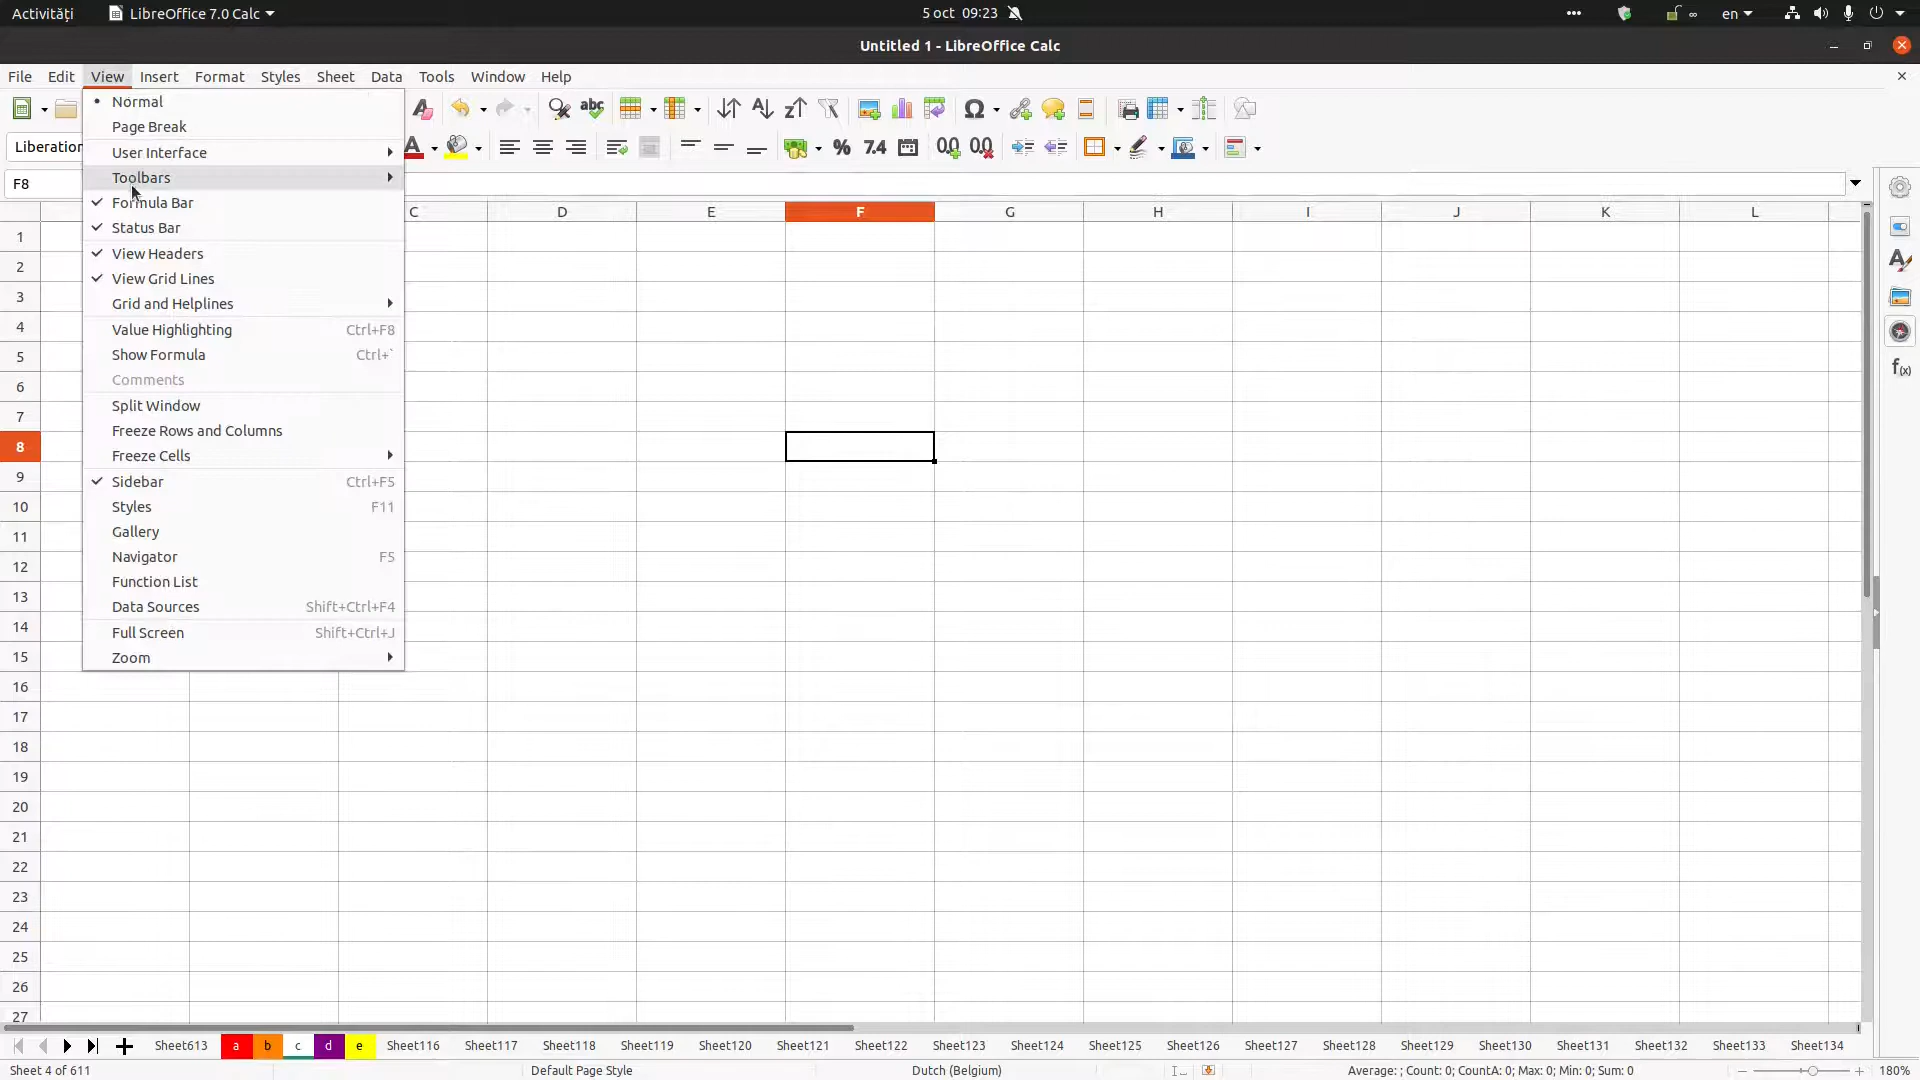 Activități LibreOffice 7.0 Calc 5 oct 09:23 en
Untitled 1 - LibreOffice Calc
File Edit View Insert Format Styles Sheet Data Tools Window Help
Normal
Page Break
Liberation
User Interface
F8
Toolbars
Formula Bar
Status Bar
View Headers
View Grid Lines
Grid and Helplines
Value Highlighting Ctrl+F8
Show Formula Ctrl+`
Comments
Split Window
Freeze Rows and Columns
Freeze Cells
Sidebar Ctrl+F5
Styles F11
Gallery
Navigator F5
Function List
Data Sources Shift+Ctrl+F4
Full Screen Shift+Ctrl+J
Zoom
abc A % 7.4 0.0 0.0
C D E F G H I J K L
1
2
3
4
5
6
7
8
9
10
11
12
13
14
15
16
17
18
19
20
21
22
23
24
25
26
27
f(x)
Sheet613 a b c d e Sheet116 Sheet117 Sheet118 Sheet119 Sheet120 Sheet121 Sheet122 Sheet123 Sheet124 Sheet125 Sheet126 Sheet127 Sheet128 Sheet129 Sheet130 Sheet131 Sheet132 Sheet133 Sheet134
Sheet 4 of 611 Default Page Style Dutch (Belgium) Average: ; Count: 0; CountA: 0; Max: 0; Min: 0; Sum: 0 180%